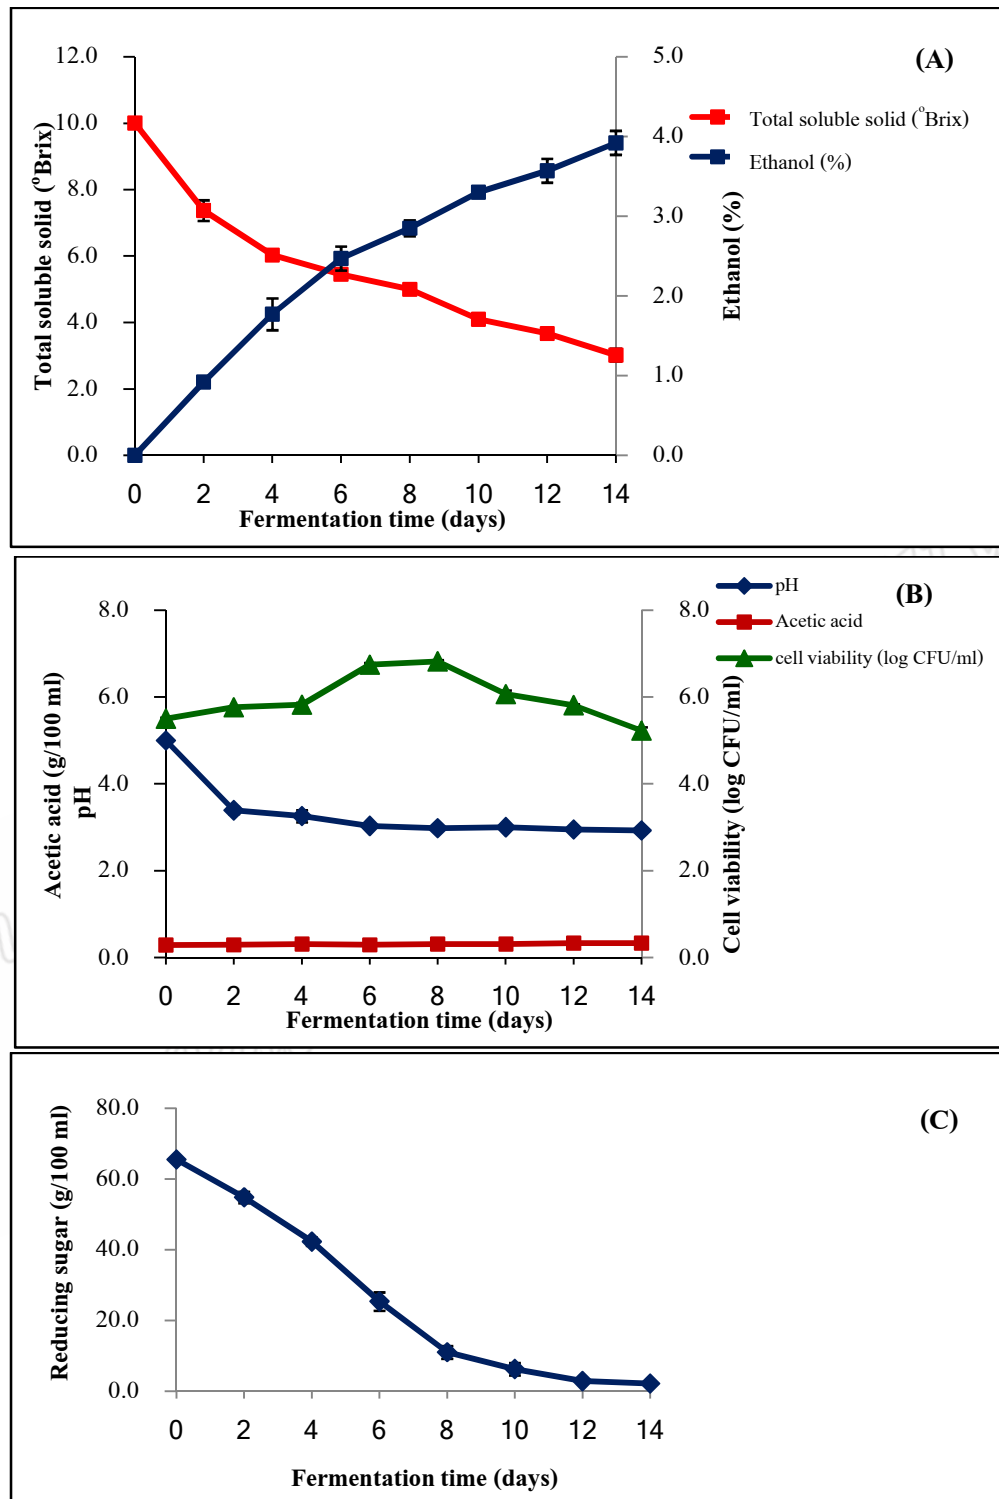 (A)
12.0
10.0
8.0
6.0
4.0
2.0
0.0
Total soluble solid (°Brix)
5.0
4.0
3.0
2.0
1.0
0.0
Ethanol (%)
Total soluble solid (°Brix)
Ethanol (%)
0 2 4 6 8 10 12 14
Fermentation time (days)
(B)
8.0
6.0
4.0
2.0
0.0
Acetic acid (g/100 ml)
pH
8.0
6.0
4.0
2.0
0.0
Cell viability (log CFU/ml)
pH
Acetic acid
cell viability (log CFU/ml)
0 2 4 6 8 10 12 14
Fermentation time (days)
(C)
80.0
60.0
40.0
20.0
0.0
Reducing sugar (g/100 ml)
0 2 4 6 8 10 12 14
Fermentation time (days)